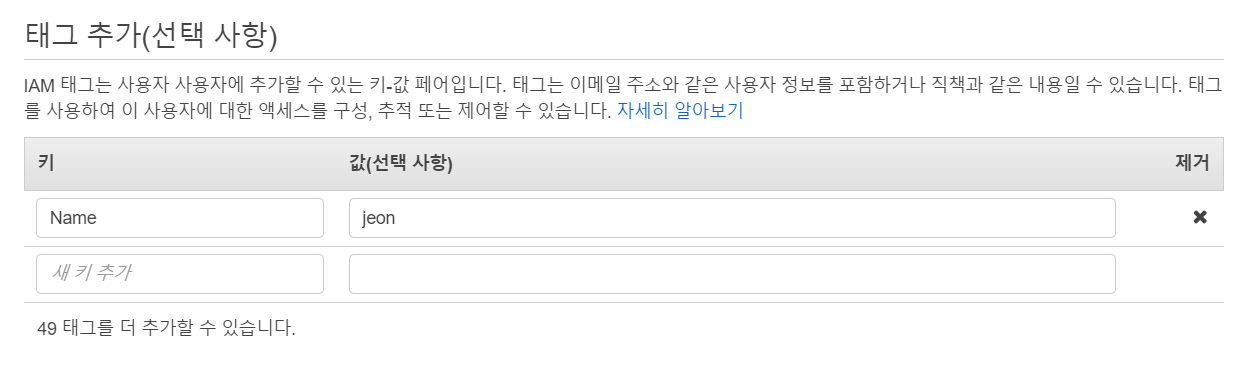 태그 추가(선택 사항)
IAM 태그는 사용자 사용자에 추가할 수 있는 키-값 페어입니다. 태그는 이메일 주소와 같은 사용자 정보를 포함하거나 직책과 같은 내용일 수 있습니다. 태그
를 사용하여 이 사용자에 대한 액세스를 구성, 추적 또는 제어할 수 있습니다. 자세히 알아보기
키 값(선택 사항) 제거
Name jeon ✖
새 키 추가
49 태그를 더 추가할 수 있습니다.